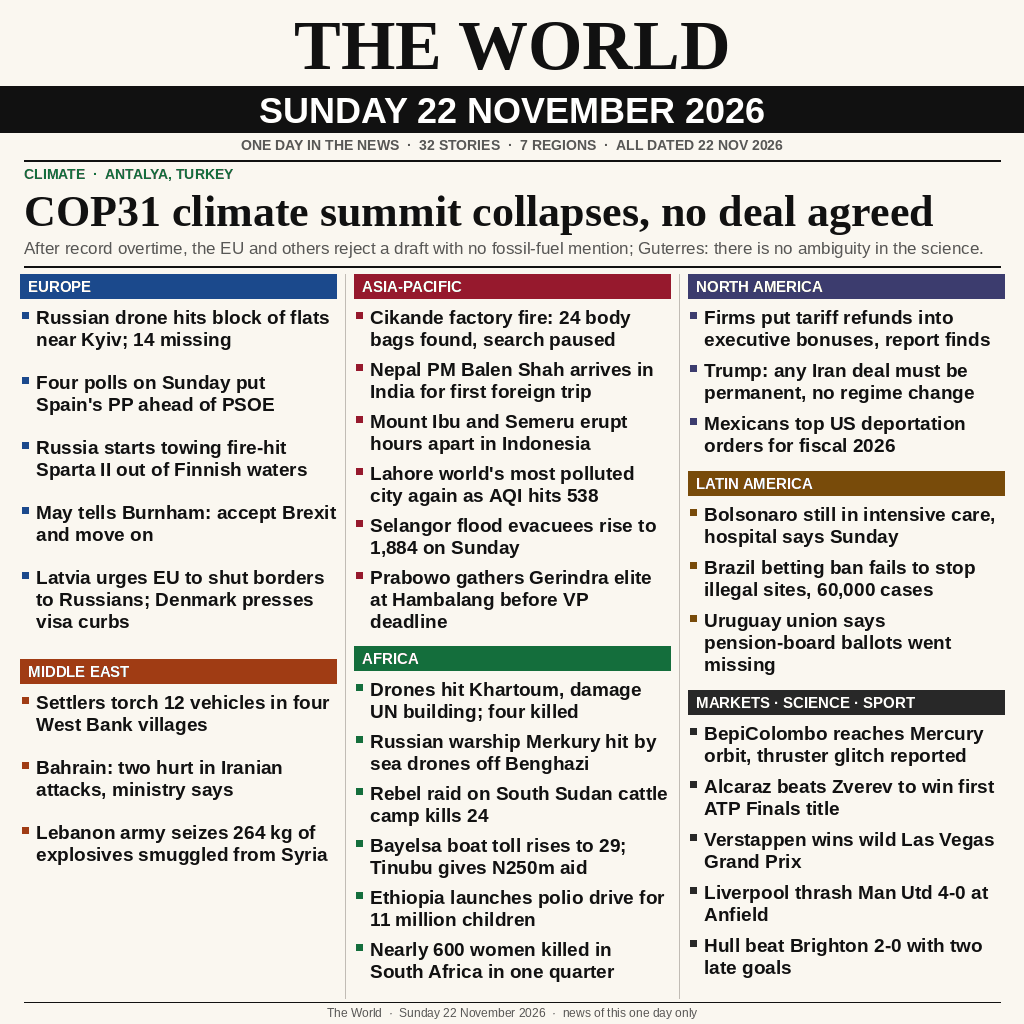 THE WORLD
SUNDAY 22 NOVEMBER 2026
ONE DAY IN THE NEWS · 32 STORIES · 7 REGIONS · ALL DATED 22 NOV 2026
CLIMATE · ANTALYA, TURKEY
COP31 climate summit collapses, no deal agreed
After record overtime, the EU and others reject a draft with no fossil-fuel mention; Guterres: there is no ambiguity in the science.
EUROPE
Russian drone hits block of flats
near Kyiv; 14 missing
Four polls on Sunday put
Spain's PP ahead of PSOE
Russia starts towing fire-hit
Sparta II out of Finnish waters
May tells Burnham: accept Brexit
and move on
Latvia urges EU to shut borders
to Russians; Denmark presses
visa curbs
MIDDLE EAST
Settlers torch 12 vehicles in four
West Bank villages
Bahrain: two hurt in Iranian
attacks, ministry says
Lebanon army seizes 264 kg of
explosives smuggled from Syria
ASIA-PACIFIC
Cikande factory fire: 24 body
bags found, search paused
Nepal PM Balen Shah arrives in
India for first foreign trip
Mount Ibu and Semeru erupt
hours apart in Indonesia
Lahore world's most polluted
city again as AQI hits 538
Selangor flood evacuees rise to
1,884 on Sunday
Prabowo gathers Gerindra elite
at Hambalang before VP
deadline
AFRICA
Drones hit Khartoum, damage
UN building; four killed
Russian warship Merkury hit by
sea drones off Benghazi
Rebel raid on South Sudan cattle
camp kills 24
Bayelsa boat toll rises to 29;
Tinubu gives N250m aid
Ethiopia launches polio drive for
11 million children
Nearly 600 women killed in
South Africa in one quarter
NORTH AMERICA
Firms put tariff refunds into
executive bonuses, report finds
Trump: any Iran deal must be
permanent, no regime change
Mexicans top US deportation
orders for fiscal 2026
LATIN AMERICA
Bolsonaro still in intensive care,
hospital says Sunday
Brazil betting ban fails to stop
illegal sites, 60,000 cases
Uruguay union says
pension-board ballots went
missing
MARKETS · SCIENCE · SPORT
BepiColombo reaches Mercury
orbit, thruster glitch reported
Alcaraz beats Zverev to win first
ATP Finals title
Verstappen wins wild Las Vegas
Grand Prix
Liverpool thrash Man Utd 4-0 at
Anfield
Hull beat Brighton 2-0 with two
late goals
The World · Sunday 22 November 2026 · news of this one day only